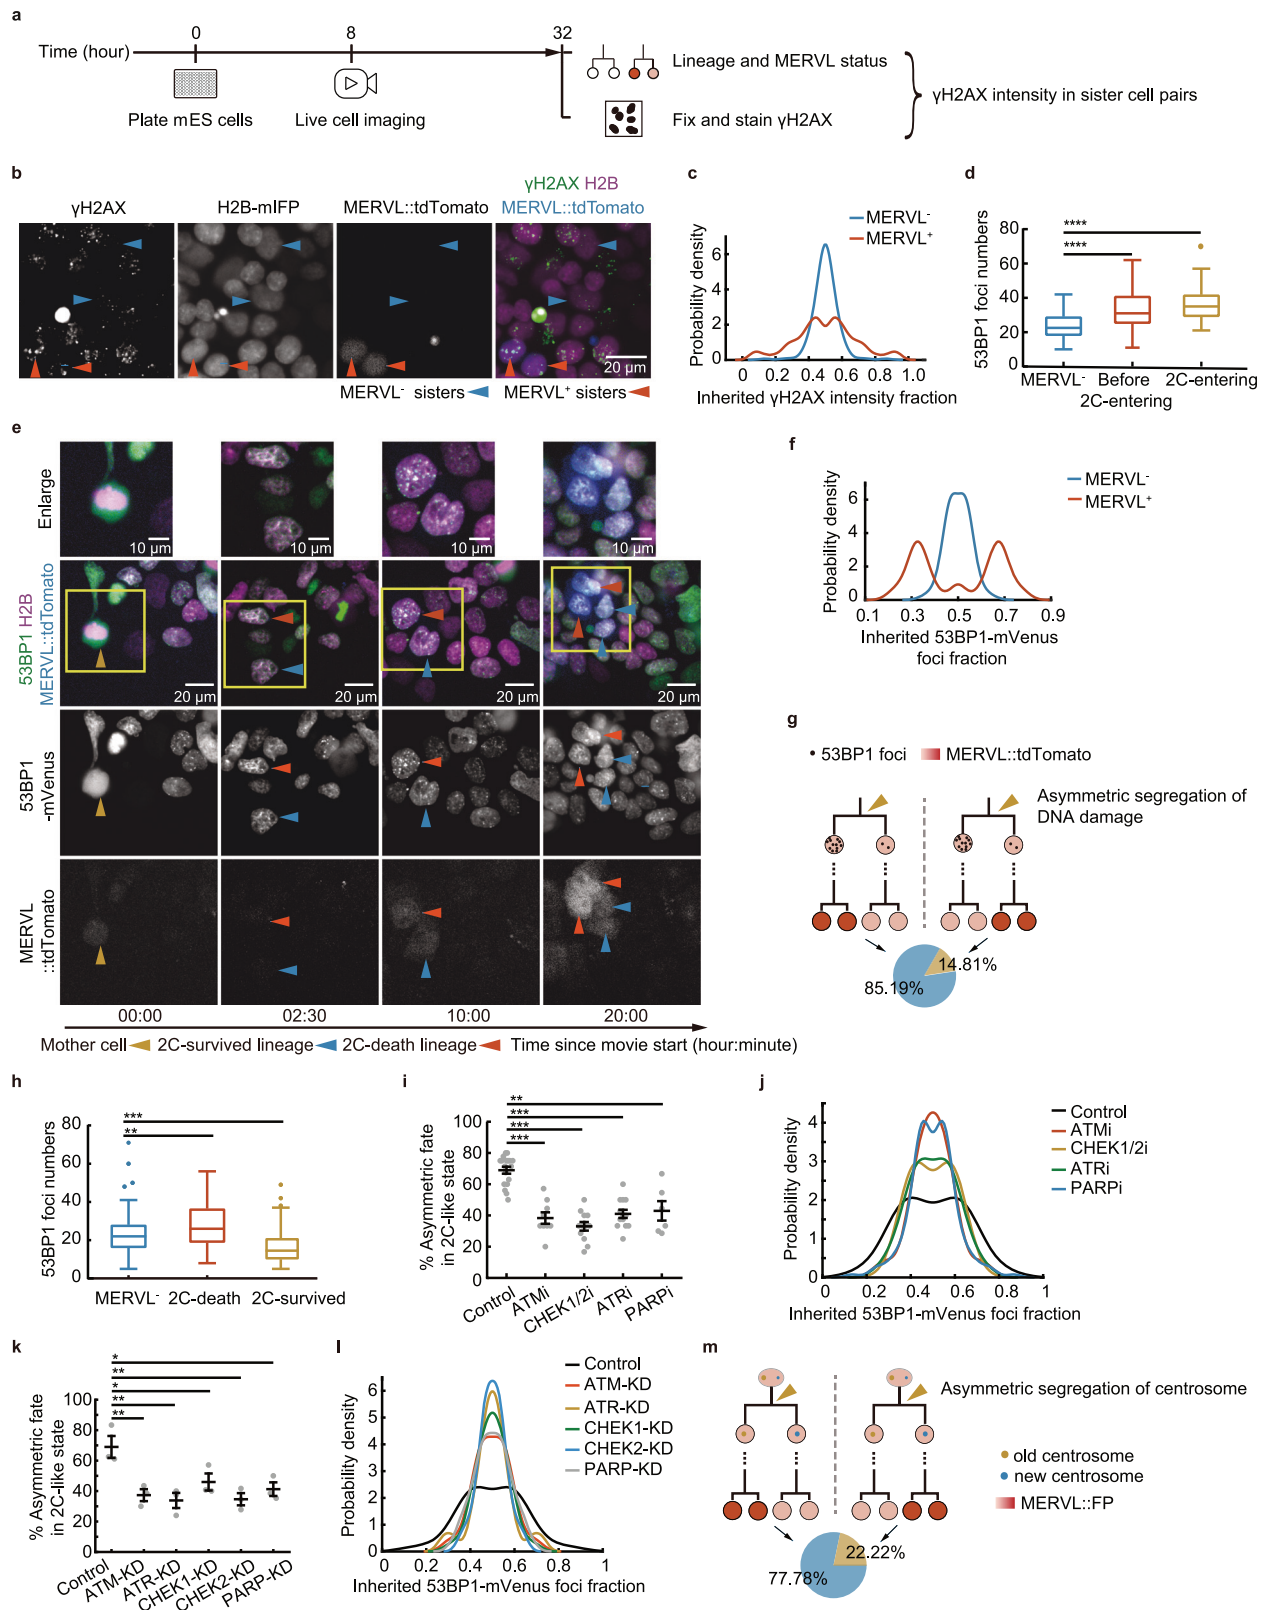 a
Time (hour)
0
8
32
Plate mES cells
Live cell imaging
Lineage and MERVL status
Fix and stain γH2AX
γH2AX intensity in sister cell pairs
b
γH2AX
H2B-mIFP
MERVL::tdTomato
γH2AX H2B
MERVL::tdTomato
20 μm
MERVL⁻ sisters
MERVL⁺ sisters
c
MERVL⁻
MERVL⁺
Probability density
6
4
2
0
0 0.2 0.4 0.6 0.8 1.0
Inherited γH2AX intensity fraction
d
53BP1 foci numbers
80
60
40
20
0
****
****
MERVL⁻
Before
2C-entering
2C-entering
e
Enlarge
10 μm
10 μm
10 μm
10 μm
53BP1 H2B
MERVL::tdTomato
20 μm
20 μm
20 μm
20 μm
53BP1
-mVenus
MERVL
::tdTomato
00:00
02:30
10:00
20:00
Mother cell
2C-survived lineage
2C-death lineage
Time since movie start (hour:minute)
f
MERVL⁻
MERVL⁺
Probability density
6
4
2
0
0.1 0.3 0.5 0.7 0.9
Inherited 53BP1-mVenus
foci fraction
g
53BP1 foci
MERVL::tdTomato
Asymmetric segregation of
DNA damage
14.81%
85.19%
h
53BP1 foci numbers
80
60
40
20
0
***
**
MERVL⁻
2C-death
2C-survived
i
% Asymmetric fate
in 2C-like state
100
80
60
40
20
0
**
***
***
***
Control
ATMi
CHEK1/2i
ATRi
PARPi
j
Control
ATMi
CHEK1/2i
ATRi
PARPi
Probability density
5
4
3
2
1
0
0 0.2 0.4 0.6 0.8 1
Inherited 53BP1-mVenus foci fraction
k
% Asymmetric fate
in 2C-like state
100
80
60
40
20
0
*
**
*
**
**
Control
ATM-KD
ATR-KD
CHEK1-KD
CHEK2-KD
PARP-KD
l
Control
ATM-KD
ATR-KD
CHEK1-KD
CHEK2-KD
PARP-KD
Probability density
6
5
4
3
2
1
0
0 0.2 0.4 0.6 0.8 1
Inherited 53BP1-mVenus foci fraction
m
Asymmetric segregation of centrosome
old centrosome
new centrosome
MERVL::FP
22.22%
77.78%